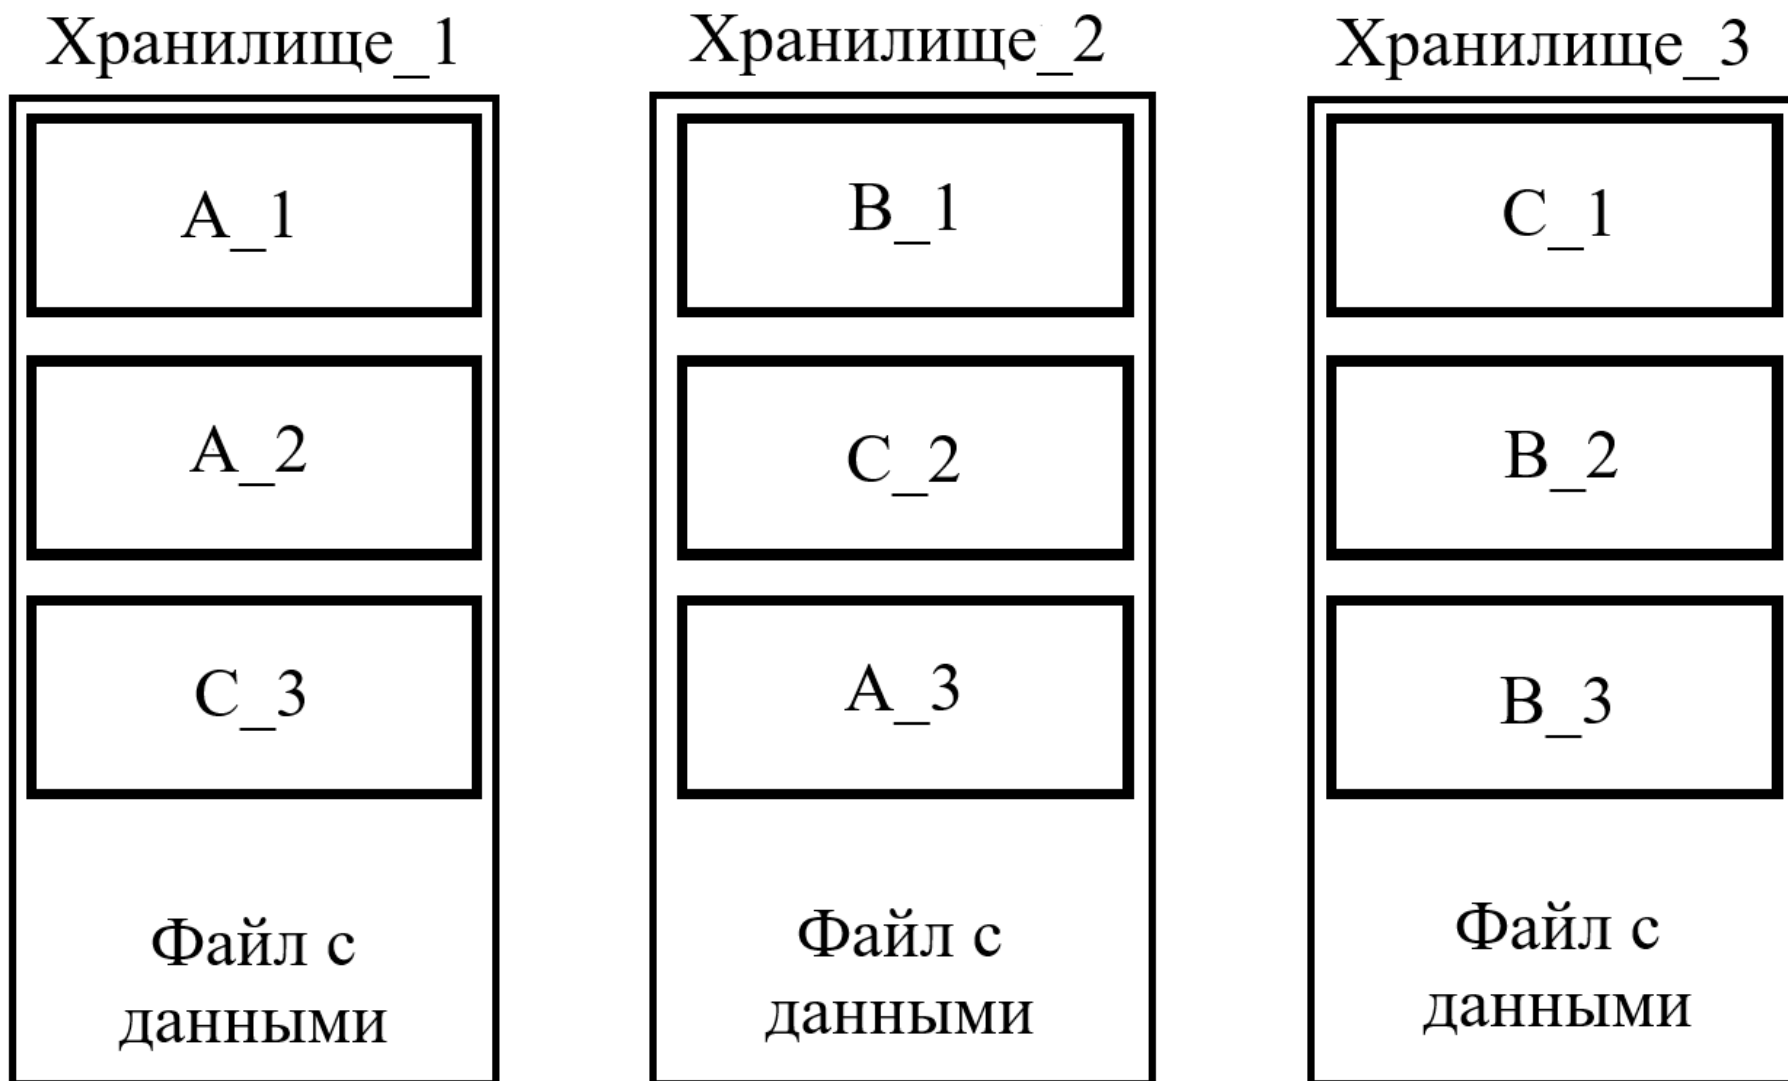 Хранилище_1
A_1
A_2
C_3
Файл с
данными
Хранилище_2
B_1
C_2
A_3
Файл с
данными
Хранилище_3
C_1
B_2
B_3
Файл с
данными